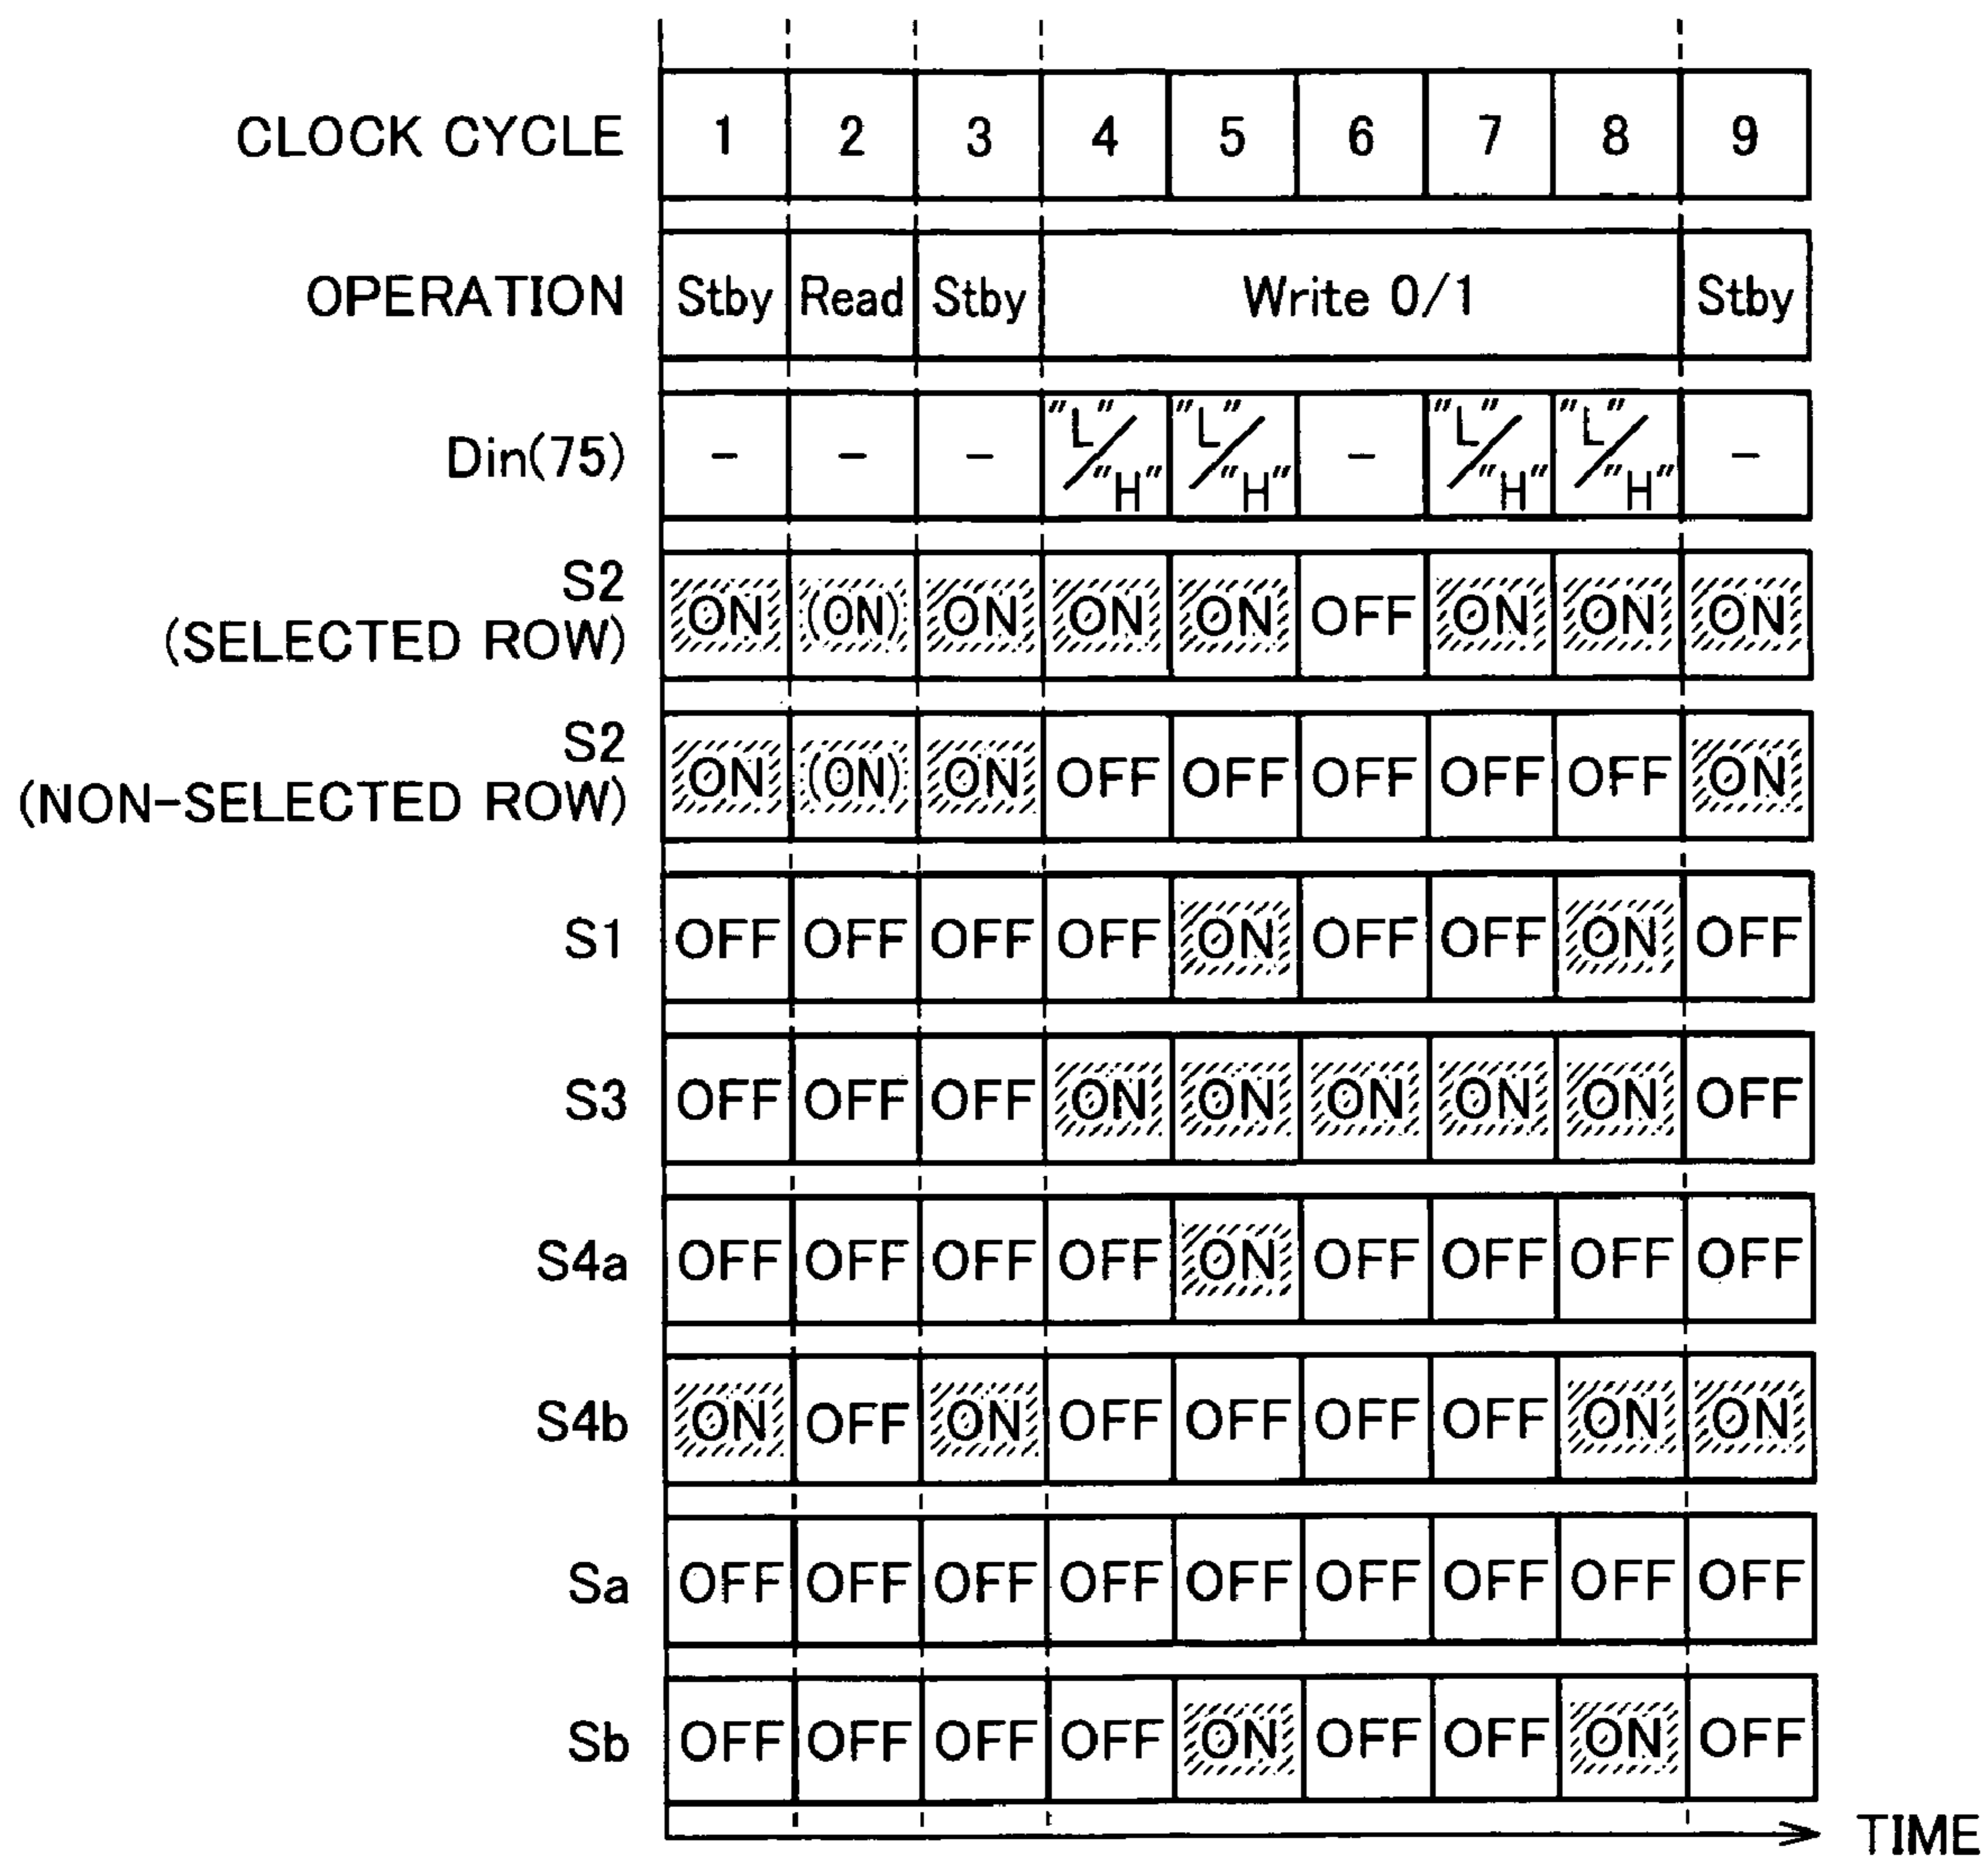 CLOCK CYCLE 1 2 3 4 5 6 7 8 9
OPERATION Stby Read Stby Write 0/1 Stby
Din(75) - - - "L"/"H" "L"/"H" - "L"/"H" "L"/"H" -
S2
(SELECTED ROW) ON (ON) ON ON ON OFF ON ON ON
S2
(NON-SELECTED ROW) ON (ON) ON OFF OFF OFF OFF OFF ON
S1 OFF OFF OFF OFF ON OFF OFF ON OFF
S3 OFF OFF OFF ON ON ON ON ON OFF
S4a OFF OFF OFF OFF ON OFF OFF OFF OFF
S4b ON OFF ON OFF OFF OFF OFF ON ON
Sa OFF OFF OFF OFF OFF OFF OFF OFF OFF
Sb OFF OFF OFF OFF ON OFF OFF ON OFF
TIME